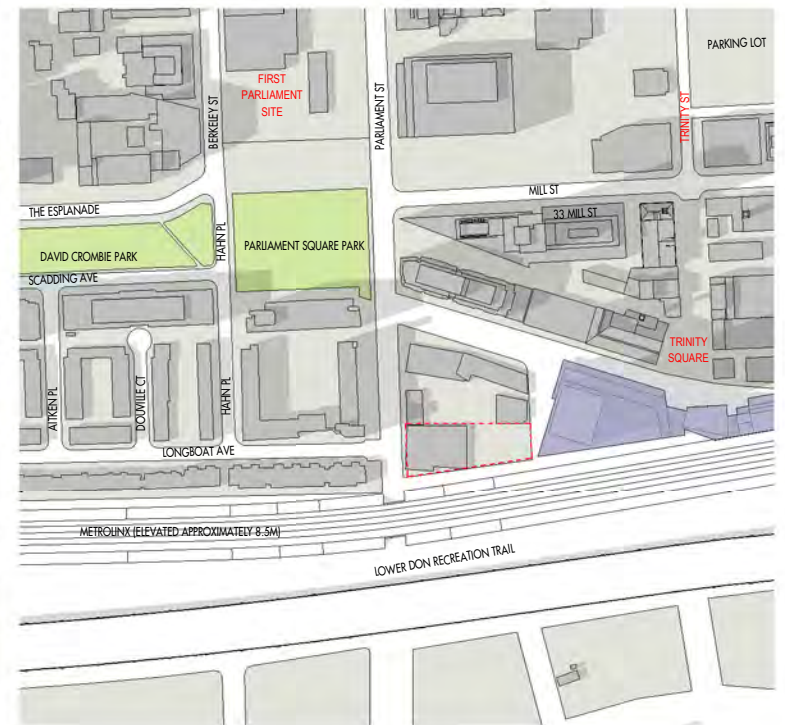 PARKING LOT
FIRST
PARLIAMENT
SITE
BERKELEY ST
PARLIAMENT ST
TRINITY ST
MILL ST
THE ESPLANADE
33 MILL ST
HAHN PL
PARLIAMENT SQUARE PARK
DAVID CROMBIE PARK
SCADDING AVE
TRINITY
SQUARE
AITKEN PL
DOUVILLE CT
HAHN PL
LONGBOAT AVE
METROLINX (ELEVATED APPROXIMATELY 8.5M)
LOWER DON RECREATION TRAIL